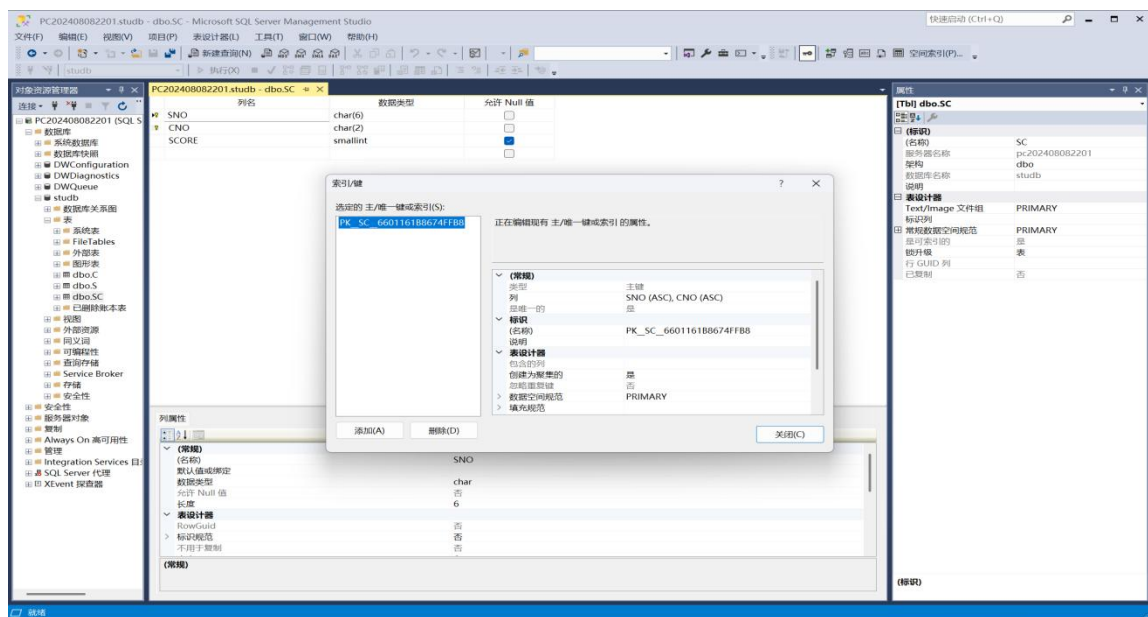 PC202408082201.studb - dbo.SC - Microsoft SQL Server Management Studio
快速启动 (Ctrl+Q)
文件(F) 编辑(E) 视图(V) 项目(P) 表设计器(L) 工具(T) 窗口(W) 帮助(H)
新建查询(N)
空间索引(P)...
studb
执行(X)
对象资源管理器
连接
PC202408082201 (SQL S
数据库
系统数据库
数据库快照
DWConfiguration
DWDiagnostics
DWQueue
studb
数据库关系图
表
系统表
FileTables
外部表
图形表
dbo.C
dbo.S
dbo.SC
已删除账本表
视图
外部资源
同义词
可编程性
查询存储
Service Broker
存储
安全性
安全性
服务器对象
复制
Always On 高可用性
管理
Integration Services 目
SQL Server 代理
XEvent 探查器
PC202408082201.studb - dbo.SC
列名 数据类型 允许 Null 值
SNO char(6)
CNO char(2)
SCORE smallint
索引/键
选定的 主/唯一键或索引(S):
PK_SC_6601161B8674FFB8
正在编辑现有 主/唯一键或索引 的属性。
(常规)
类型 主键
列 SNO (ASC), CNO (ASC)
是唯一的 是
标识
(名称) PK__SC__6601161B8674FFB8
说明
表设计器
包含的列
创建为聚集的 是
忽略重复键 否
数据空间规范 PRIMARY
填充规范
添加(A) 删除(D) 关闭(C)
列属性
(常规)
(名称) SNO
默认值或绑定
数据类型 char
允许 Null 值 否
长度 6
表设计器
RowGuid 否
标识规范 否
不用于复制 否
(常规)
属性
[Tbl] dbo.SC
(标识)
(名称) SC
服务器名称 pc202408082201
架构 dbo
数据库名称 studb
说明
表设计器
Text/Image 文件组 PRIMARY
标识列
常规数据空间规范 PRIMARY
是可索引的 是
锁升级 表
行 GUID 列
已复制 否
(标识)
就绪